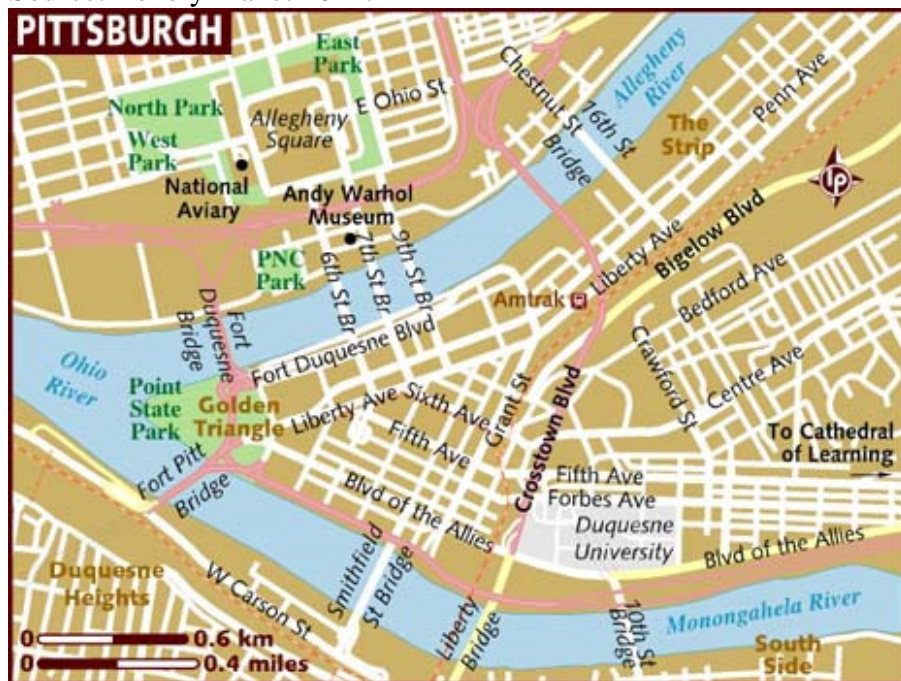 PITTSBURGH
East
Park
North Park
West
Park
Allegheny
Square
E Ohio St
Chestnut St
16th St
Bridge
Allegheny
River
Penn Ave
The
Strip
National
Aviary
Andy Warhol
Museum
LP
PNC
Park
6th St Br
7th St Br
9th St Br
Liberty Ave
Bigelow Blvd
Bedford Ave
Amtrak
Fort
Duquesne
Bridge
Fort Duquesne Blvd
Crawford St
Centre Ave
Ohio
River
Point
State
Park
Golden
Triangle
Liberty Ave
Sixth Ave
Grant St
Crosstown Blvd
Fifth Ave
To Cathedral
of Learning
Fort Pitt
Bridge
Fifth Ave
Forbes Ave
Duquesne
University
Blvd of the Allies
Blvd of the Allies
Smithfield
St Bridge
Duquesne
Heights
W Carson St
Liberty
Bridge
10th St
Bridge
Monongahela River
South
Side
0 0.6 km
0 0.4 miles